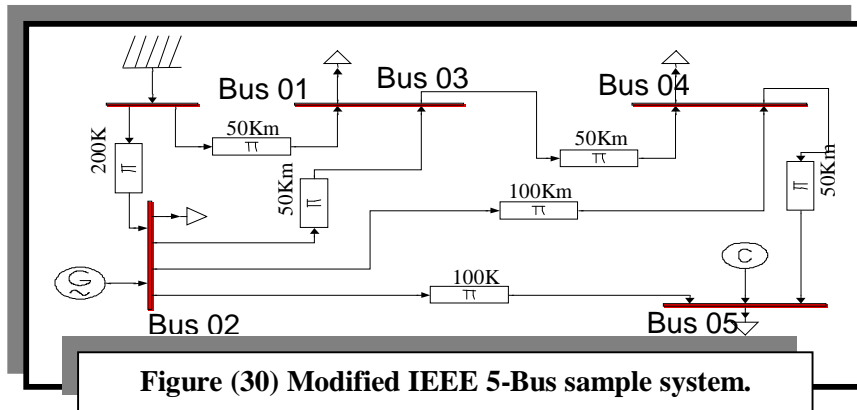 Bus 01
Bus 03
Bus 04
200K
50Km
π
50Km
π
π
50Km
π
50Km
π
100Km
π
100K
π
G
~
C
Bus 02
Bus 05
Figure (30) Modified IEEE 5-Bus sample system.